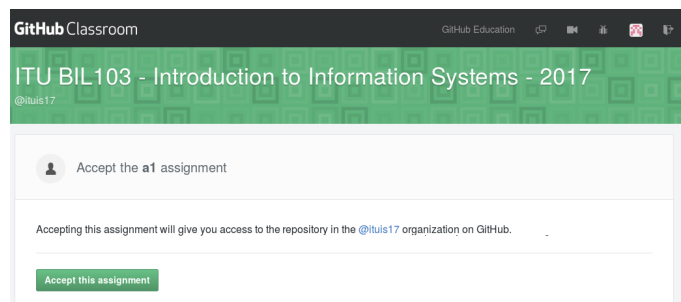 GitHub Classroom
GitHub Education
ITU BIL103 - Introduction to Information Systems - 2017
@ituis17
Accept the a1 assignment
Accepting this assignment will give you access to the repository in the @ituis17 organization on GitHub.
Accept this assignment